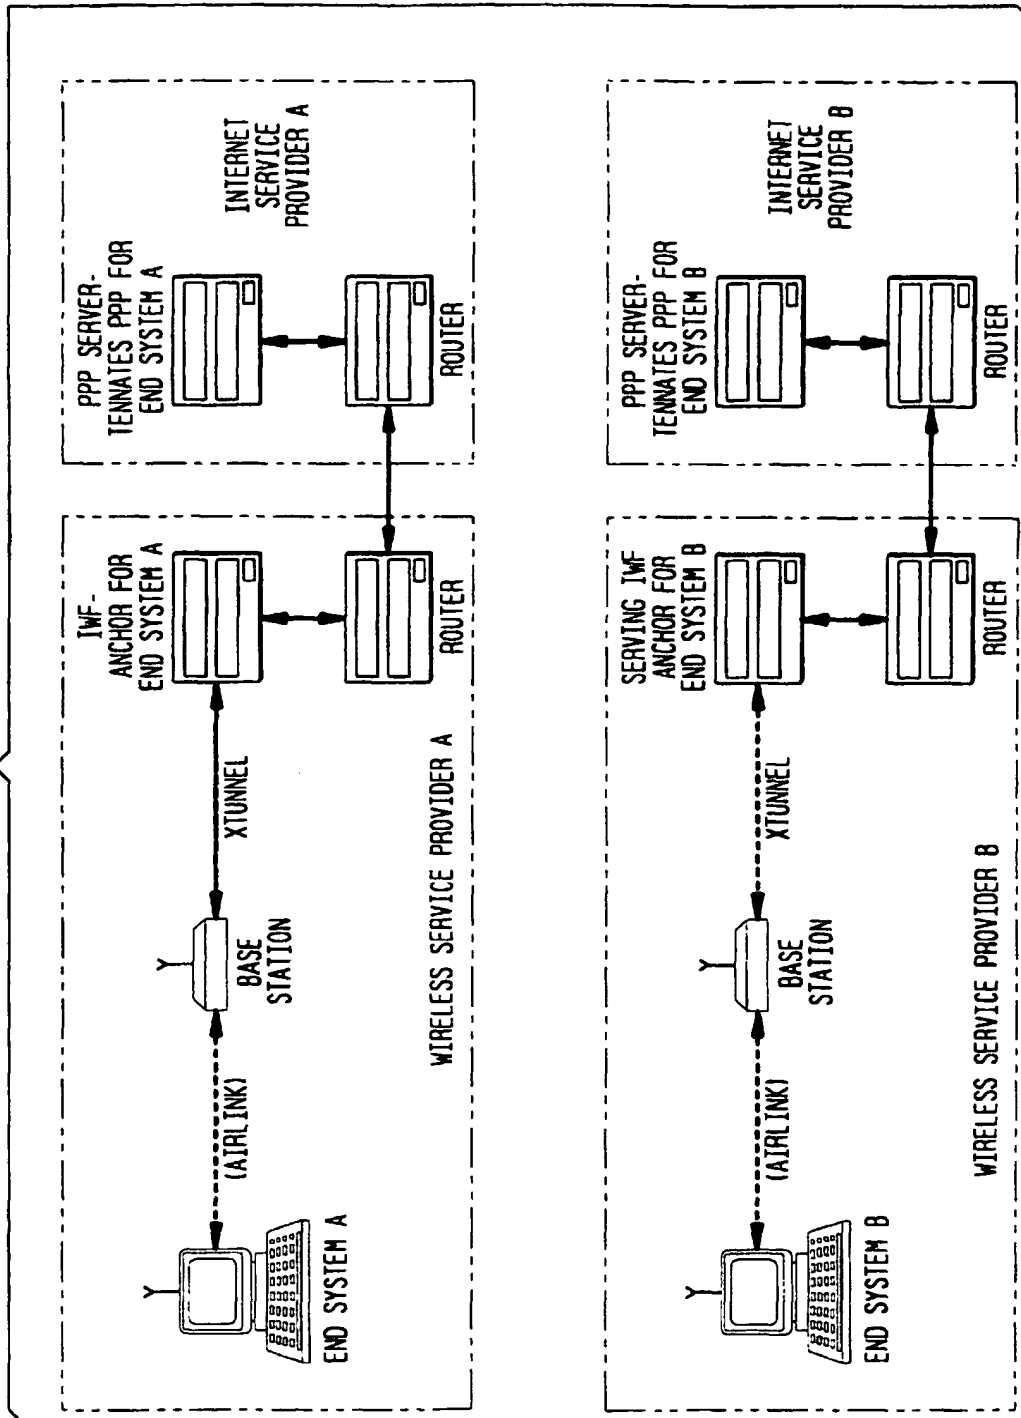 INTERNET
SERVICE
PROVIDER A
PPP SERVER-
TENNATES PPP FOR
END SYSTEM A
ROUTER
IWF-
ANCHOR FOR
END SYSTEM A
ROUTER
XTUNNEL
BASE
STATION
WIRELESS SERVICE PROVIDER A
(AIRLINK)
END SYSTEM A
INTERNET
SERVICE
PROVIDER B
PPP SERVER-
TENNATES PPP FOR
END SYSTEM B
ROUTER
SERVING IWF
ANCHOR FOR
END SYSTEM B
ROUTER
XTUNNEL
BASE
STATION
WIRELESS SERVICE PROVIDER B
(AIRLINK)
END SYSTEM B